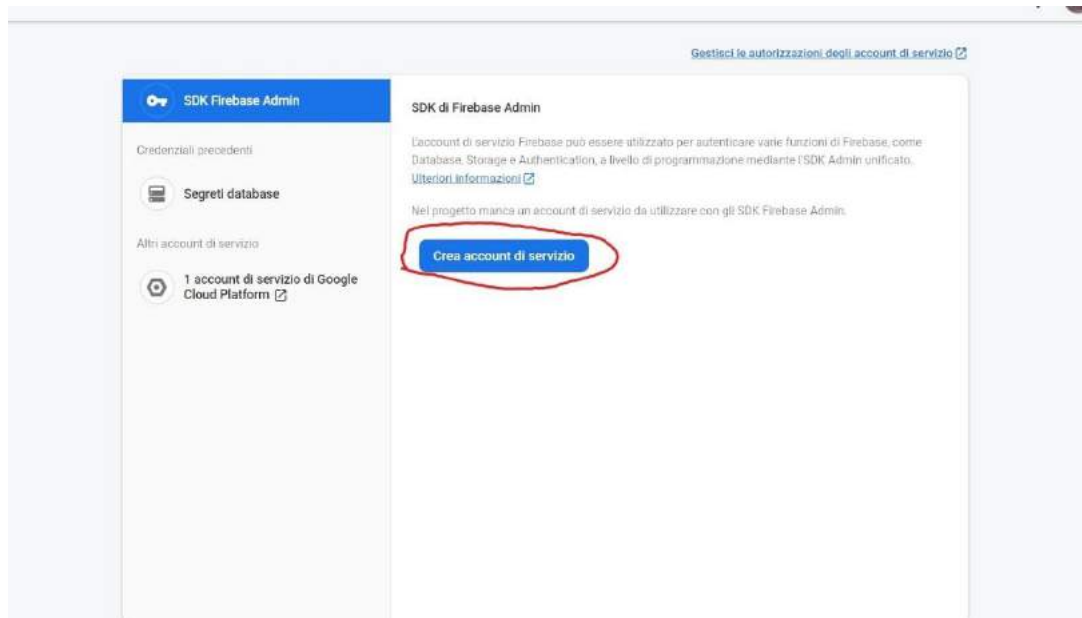 Gestisci le autorizzazioni degli account di servizio
SDK Firebase Admin
Credenziali precedenti
Segreti database
Altri account di servizio
1 account di servizio di Google
Cloud Platform
SDK di Firebase Admin
L'account di servizio Firebase può essere utilizzato per autenticare varie funzioni di Firebase, come
Database, Storage e Authentication, a livello di programmazione mediante l'SDK Admin unificato.
Ulteriori informazioni
Nel progetto manca un account di servizio da utilizzare con gli SDK Firebase Admin.
Crea account di servizio